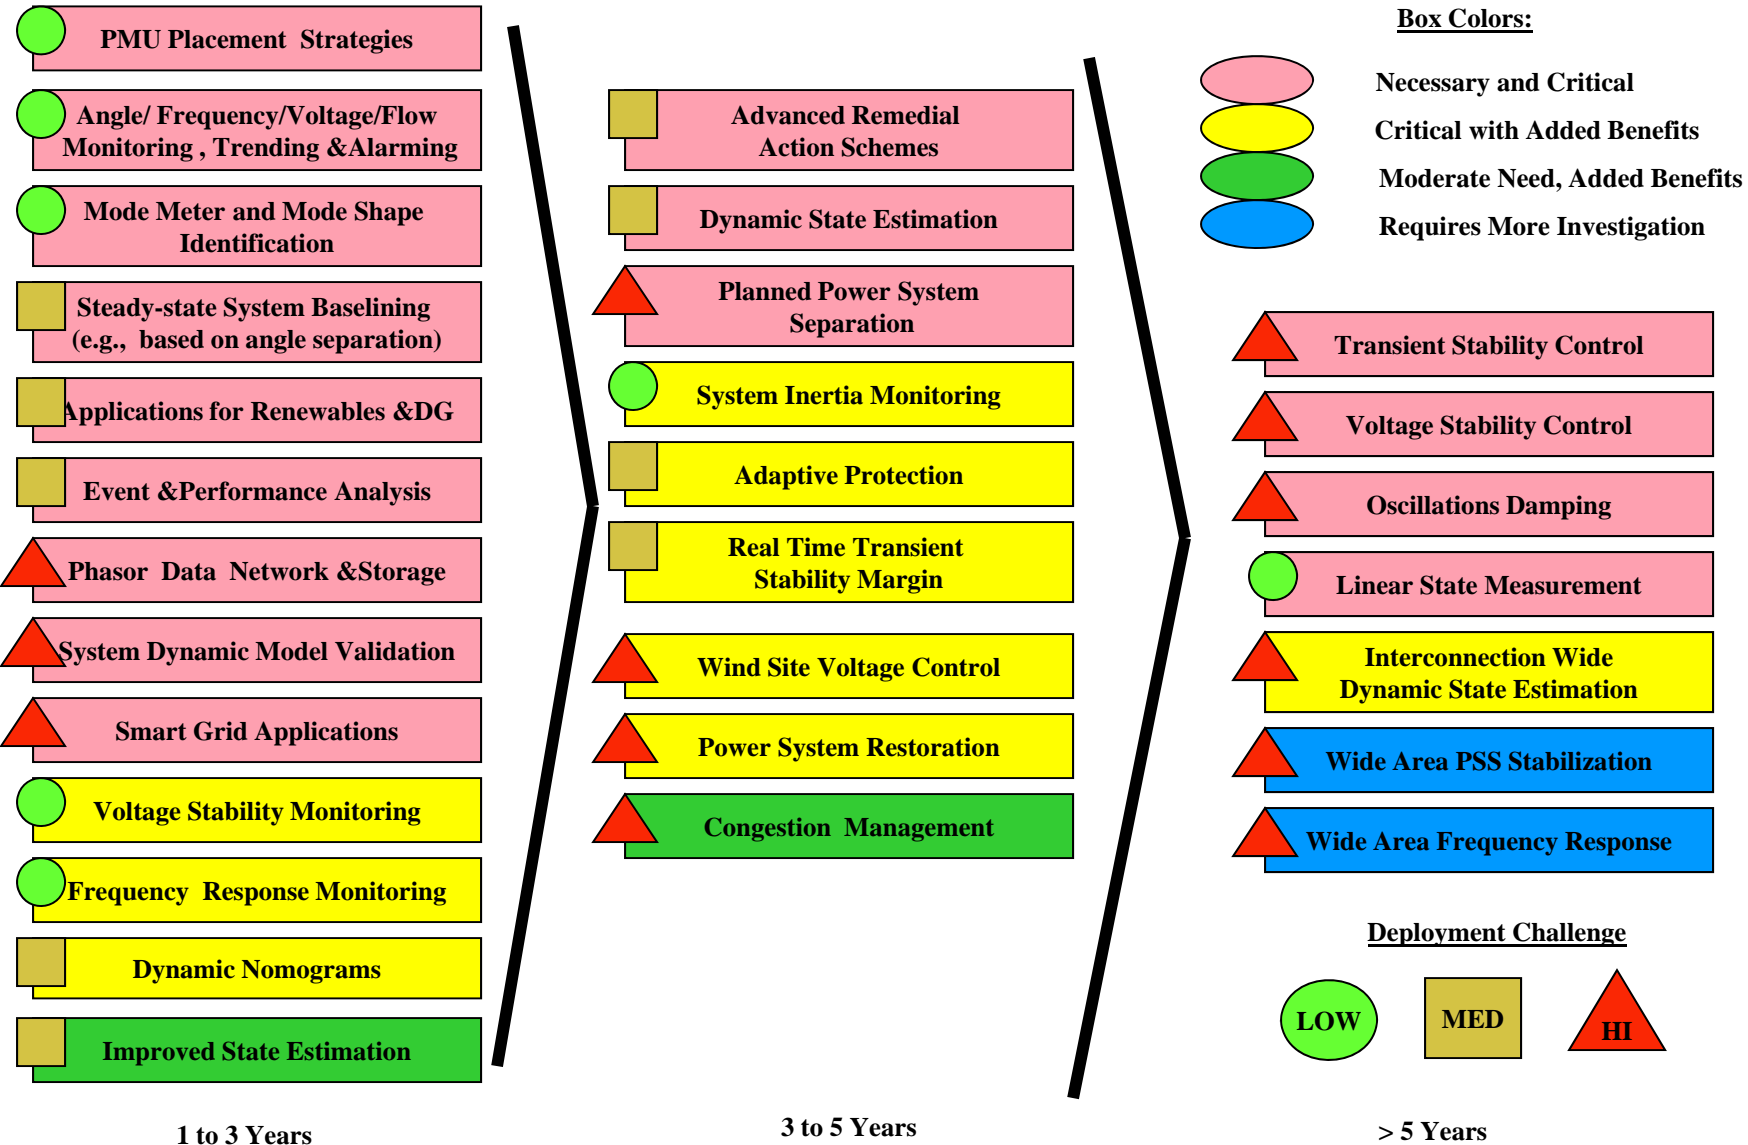 PMU Placement Strategies
Angle/ Frequency/Voltage/Flow
Monitoring , Trending &Alarming
Mode Meter and Mode Shape
Identification
Steady-state System Baselining
(e.g., based on angle separation)
Applications for Renewables &DG
Event &Performance Analysis
Phasor Data Network &Storage
System Dynamic Model Validation
Smart Grid Applications
Voltage Stability Monitoring
Frequency Response Monitoring
Dynamic Nomograms
Improved State Estimation
1 to 3 Years
Advanced Remedial
Action Schemes
Dynamic State Estimation
Planned Power System
Separation
System Inertia Monitoring
Adaptive Protection
Real Time Transient
Stability Margin
Wind Site Voltage Control
Power System Restoration
Congestion Management
3 to 5 Years
Box Colors:
Necessary and Critical
Critical with Added Benefits
Moderate Need, Added Benefits
Requires More Investigation
Transient Stability Control
Voltage Stability Control
Oscillations Damping
Linear State Measurement
Interconnection Wide
Dynamic State Estimation
Wide Area PSS Stabilization
Wide Area Frequency Response
Deployment Challenge
LOW
MED
HI
> 5 Years